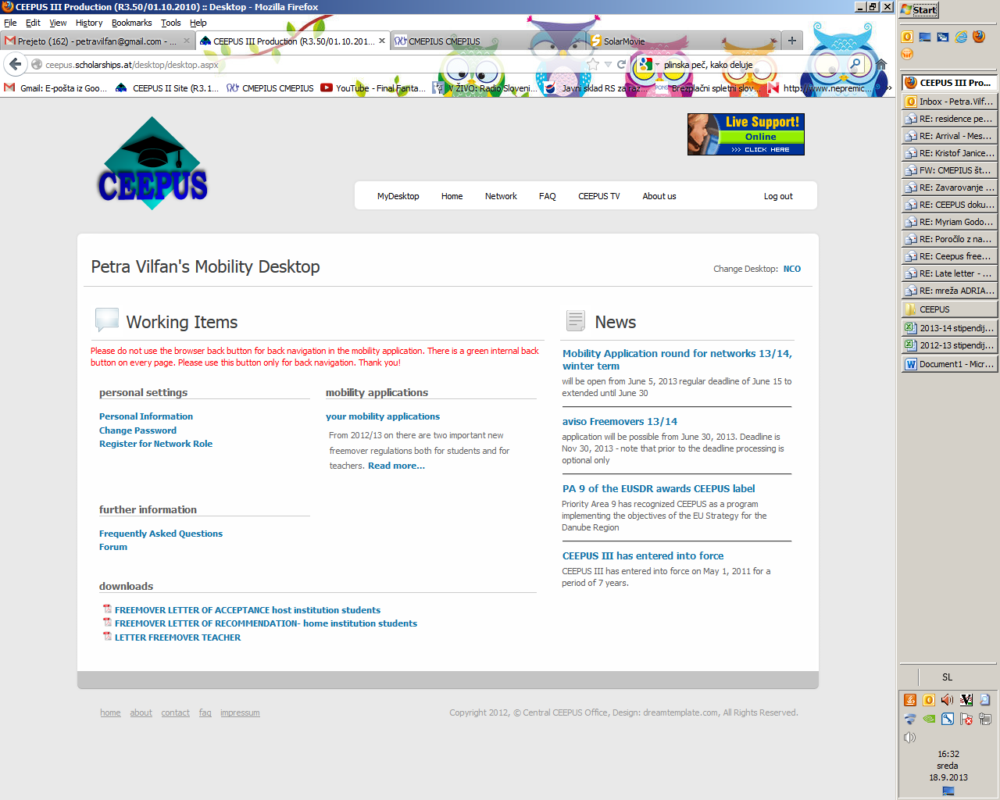 CEEPUS III Production (R3.50/01.10.2010) :: Desktop - Mozilla Firefox
File Edit View History Bookmarks Tools Help
Prejeto (162) - petravilfan@gmail.com -
CEEPUS III Production (R3.50/01.10.201...
CMEPIUS CMEPIUS
SolarMovie
ceepus.scholarships.at/desktop/desktop.aspx
plinska peč, kako deluje
Gmail: E-pošta iz Goo...
CEEPUS II Site (R3.1...
CMEPIUS CMEPIUS
YouTube - Final Fanta...
V ŽIVO: Radio Sloveni...
Javni sklad RS za raz...
Brezplačni spletni slov...
http://www.nepremic...
CEEPUS
Live Support!
Online
>>> CLICK HERE
MyDesktop Home Network FAQ CEEPUS TV About us Log out
Petra Vilfan's Mobility Desktop
Change Desktop: NCO
Working Items
Please do not use the browser back button for back navigation in the mobility application. There is a green internal back
button on every page. Please use this button only for back navigation. Thank you!
personal settings
Personal Information
Change Password
Register for Network Role
mobility applications
your mobility applications
From 2012/13 on there are two important new
freemover regulations both for students and for
teachers. Read more...
further information
Frequently Asked Questions
Forum
downloads
FREEMOVER LETTER OF ACCEPTANCE host institution students
FREEMOVER LETTER OF RECOMMENDATION- home institution students
LETTER FREEMOVER TEACHER
News
Mobility Application round for networks 13/14,
winter term
will be open from June 5, 2013 regular deadline of June 15 to
extended until June 30
aviso Freemovers 13/14
application will be possible from June 30, 2013. Deadline is
Nov 30, 2013 - note that prior to the deadline processing is
optional only
PA 9 of the EUSDR awards CEEPUS label
Priority Area 9 has recognized CEEPUS as a program
implementing the objectives of the EU Strategy for the
Danube Region
CEEPUS III has entered into force
CEEPUS III has entered into force on May 1, 2011 for a
period of 7 years.
home about contact faq impressum
Copyright 2012, © Central CEEPUS Office, Design: dreamtemplate.com, All Rights Reserved.
Start
CEEPUS III Pro...
Inbox - Petra.Vilf...
RE: residence pe...
RE: Arrival - Mes...
RE: Kristof Janice...
FW: CMEPIUS št...
RE: Zavarovanje ...
RE: CEEPUS doku...
RE: Myriam Godo...
RE: Poročilo z na...
RE: Ceepus free...
RE: Late letter - ...
RE: mreža ADRIA...
CEEPUS
2013-14 stipendij...
2012-13 stipendij...
Document1 - Micr...
SL
16:32
sreda
18.9.2013